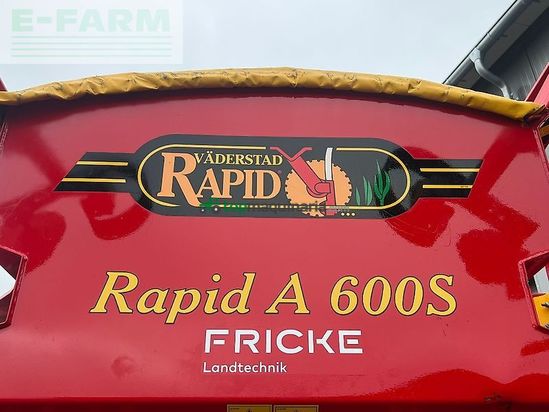 E-FARM
VÄDERSTAD
RAPID
Rapid A 600S
FRICKE
Landtechnik